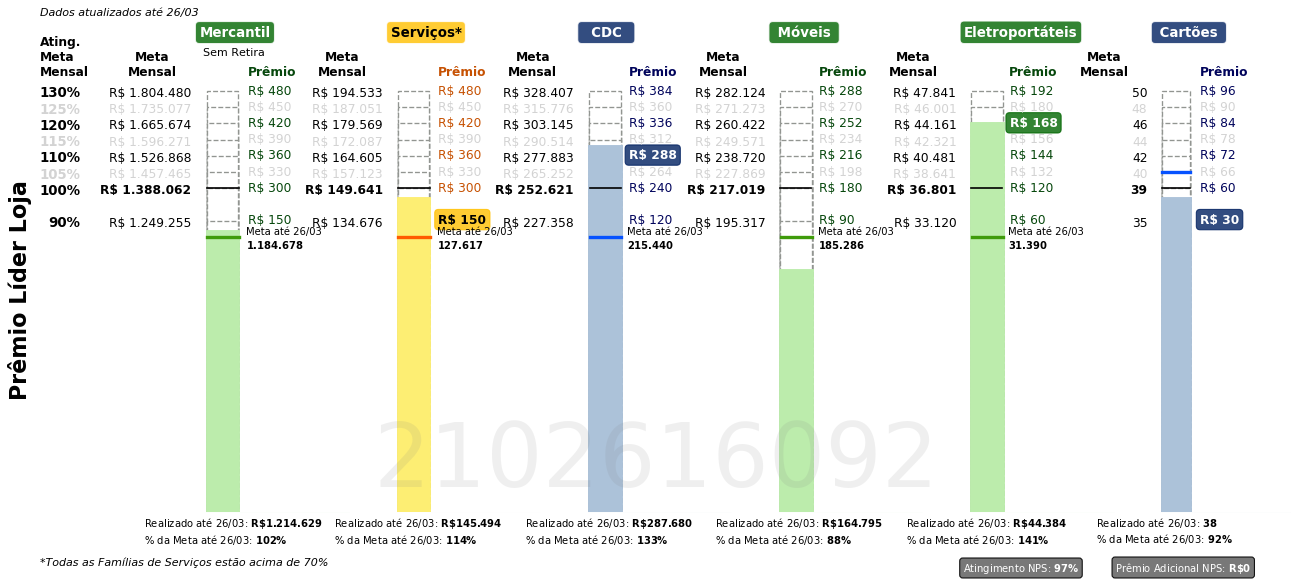 Dados atualizados até 26/03
Mercantil Serviços* CDC Móveis Eletroportáteis Cartões
Sem Retira
Ating. Meta Mensal Meta Mensal Prêmio Meta Mensal Prêmio Meta Mensal Prêmio Meta Mensal Prêmio Meta Mensal Prêmio Meta Mensal Prêmio
130% R$ 1.804.480 R$ 480 R$ 194.533 R$ 480 R$ 328.407 R$ 384 R$ 282.124 R$ 288 R$ 47.841 R$ 192 50 R$ 96
125% R$ 1.735.077 R$ 450 R$ 187.051 R$ 450 R$ 315.776 R$ 360 R$ 271.273 R$ 270 R$ 46.001 R$ 180 48 R$ 90
120% R$ 1.665.674 R$ 420 R$ 179.569 R$ 420 R$ 303.145 R$ 336 R$ 260.422 R$ 252 R$ 44.161 R$ 168 46 R$ 84
115% R$ 1.596.271 R$ 390 R$ 172.087 R$ 390 R$ 290.514 R$ 312 R$ 249.571 R$ 234 R$ 42.321 R$ 156 44 R$ 78
110% R$ 1.526.868 R$ 360 R$ 164.605 R$ 360 R$ 277.883 R$ 288 R$ 238.720 R$ 216 R$ 40.481 R$ 144 42 R$ 72
105% R$ 1.457.465 R$ 330 R$ 157.123 R$ 330 R$ 265.252 R$ 264 R$ 227.869 R$ 198 R$ 38.641 R$ 132 40 R$ 66
100% R$ 1.388.062 R$ 300 R$ 149.641 R$ 300 R$ 252.621 R$ 240 R$ 217.019 R$ 180 R$ 36.801 R$ 120 39 R$ 60
90% R$ 1.249.255 R$ 150 R$ 134.676 R$ 150 R$ 227.358 R$ 120 R$ 195.317 R$ 90 R$ 33.120 R$ 60 35 R$ 30
Meta até 26/03 Meta até 26/03 Meta até 26/03 Meta até 26/03 Meta até 26/03
1.184.678 127.617 215.440 185.286 31.390
Prêmio Líder Loja
2102616092
Realizado até 26/03: R$1.214.629 Realizado até 26/03: R$145.494 Realizado até 26/03: R$287.680 Realizado até 26/03: R$164.795 Realizado até 26/03: R$44.384 Realizado até 26/03: 38
% da Meta até 26/03: 102% % da Meta até 26/03: 114% % da Meta até 26/03: 133% % da Meta até 26/03: 88% % da Meta até 26/03: 141% % da Meta até 26/03: 92%
*Todas as Famílias de Serviços estão acima de 70%
Atingimento NPS: 97% Prêmio Adicional NPS: R$0